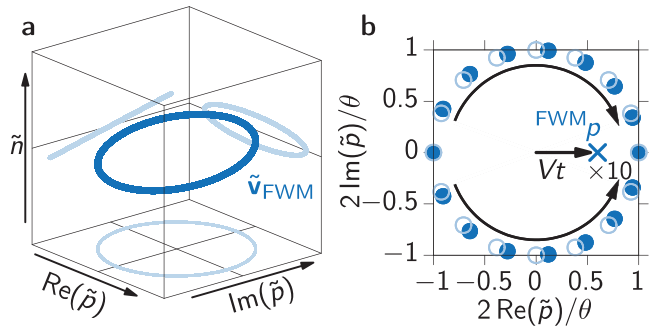 a
ñ
ṽFWM
Re(p̃)
Im(p̃)
b
2 Im(p̃)/θ
1
0.5
0
−0.5
−1
FWMp
Vt
×10
−1 −0.5 0 0.5 1
2 Re(p̃)/θ